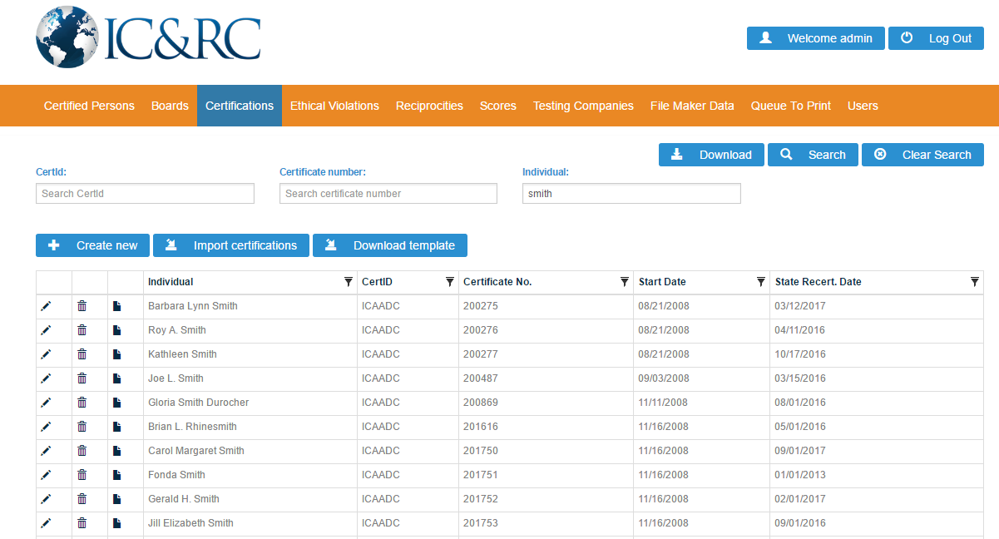 IC&RC
Welcome admin Log Out
Certified Persons Boards Certifications Ethical Violations Reciprocities Scores Testing Companies File Maker Data Queue To Print Users
Download Search Clear Search
CertId: Certificate number: Individual:
Search CertId Search certificate number smith
Create new Import certifications Download template
Individual CertID Certificate No. Start Date State Recert. Date
Barbara Lynn Smith ICAADC 200275 08/21/2008 03/12/2017
Roy A. Smith ICAADC 200276 08/21/2008 04/11/2016
Kathleen Smith ICAADC 200277 08/21/2008 10/17/2016
Joe L. Smith ICAADC 200487 09/03/2008 03/15/2016
Gloria Smith Durocher ICAADC 200869 11/11/2008 08/01/2016
Brian L. Rhinesmith ICAADC 201616 11/16/2008 05/01/2016
Carol Margaret Smith ICAADC 201750 11/16/2008 09/01/2017
Fonda Smith ICAADC 201751 11/16/2008 01/01/2013
Gerald H. Smith ICAADC 201752 11/16/2008 02/01/2017
Jill Elizabeth Smith ICAADC 201753 11/16/2008 09/01/2016